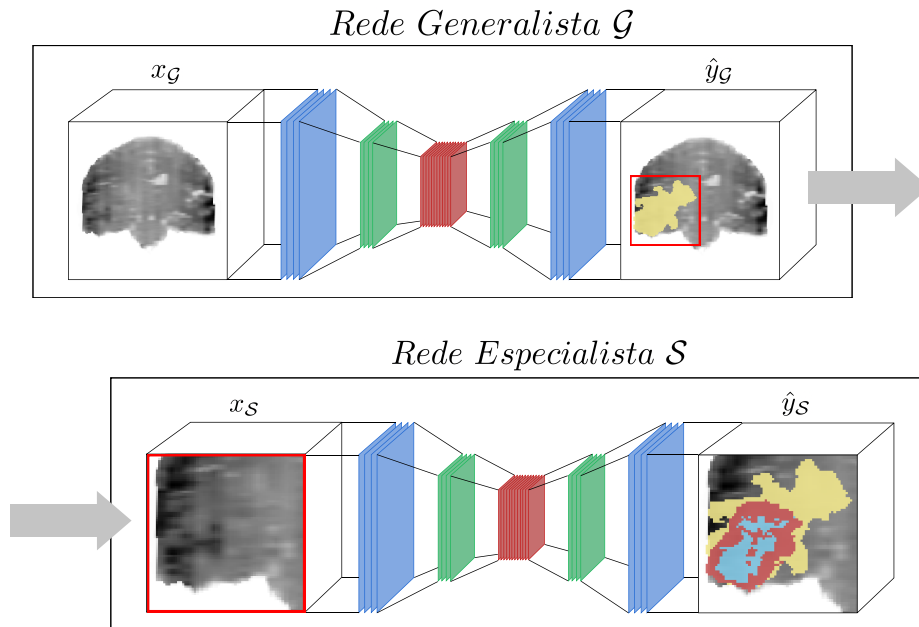 Rede Generalista 𝒢
x𝒢
ŷ𝒢
Rede Especialista 𝒮
x𝒮
ŷ𝒮